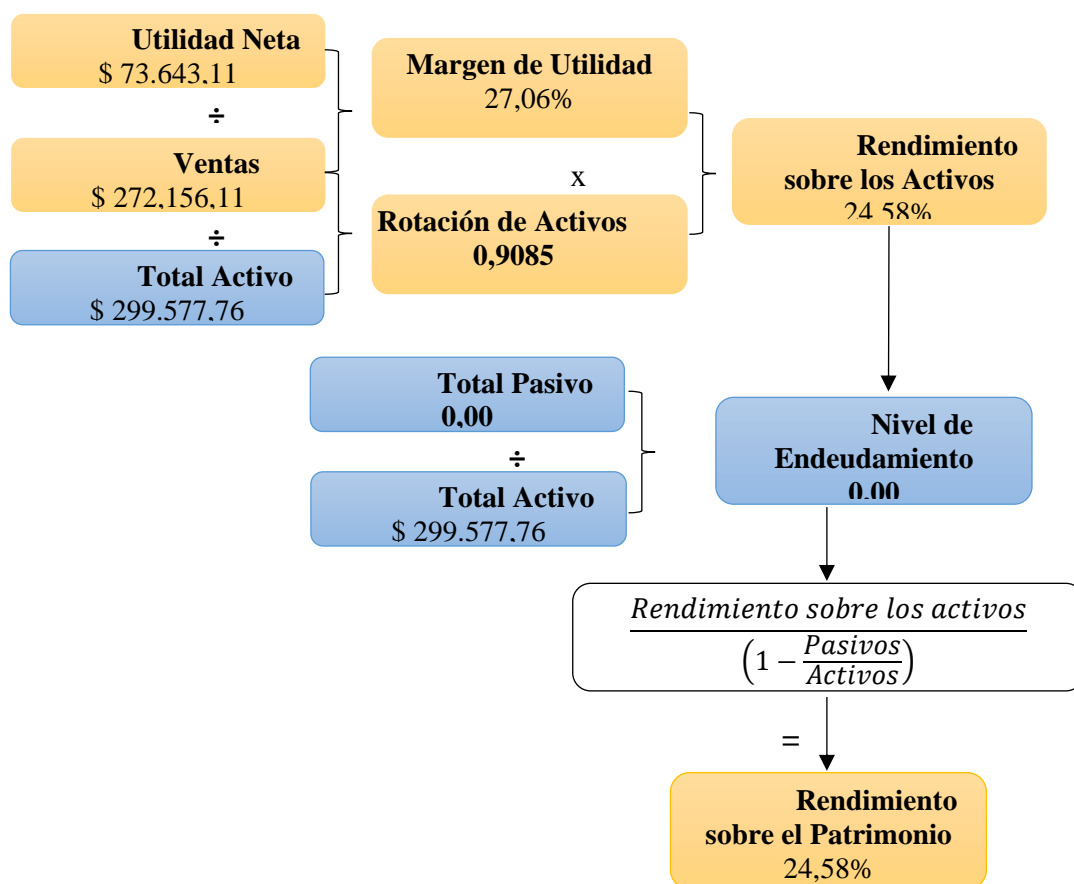 Utilidad Neta
$ 73.643,11
÷
Ventas
$ 272,156,11
÷
Total Activo
$ 299.577,76
Margen de Utilidad
27,06%
x
Rotación de Activos
0,9085
Rendimiento
sobre los Activos
24,58%
Total Pasivo
0,00
÷
Total Activo
$ 299.577,76
Nivel de
Endeudamiento
0,00
Rendimiento sobre los activos
(1 − Pasivos/Activos)
=
Rendimiento
sobre el Patrimonio
24,58%